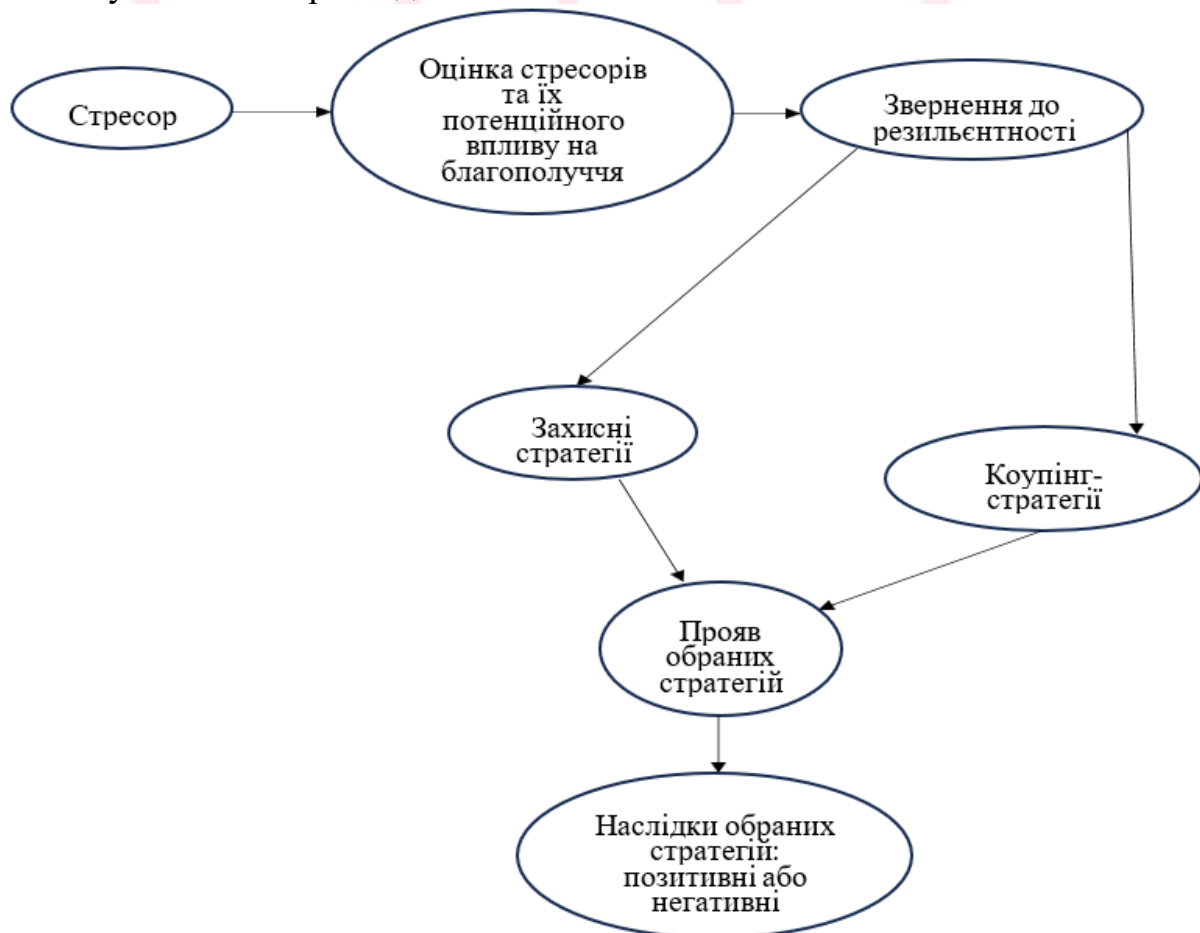 Стресор
Оцінка стресорів
та їх
потенційного
впливу на
благополуччя
Звернення до
резильєнтності
Захисні
стратегії
Коупінг-
стратегії
Прояв
обраних
стратегій
Наслідки обраних
стратегій:
позитивні або
негативні